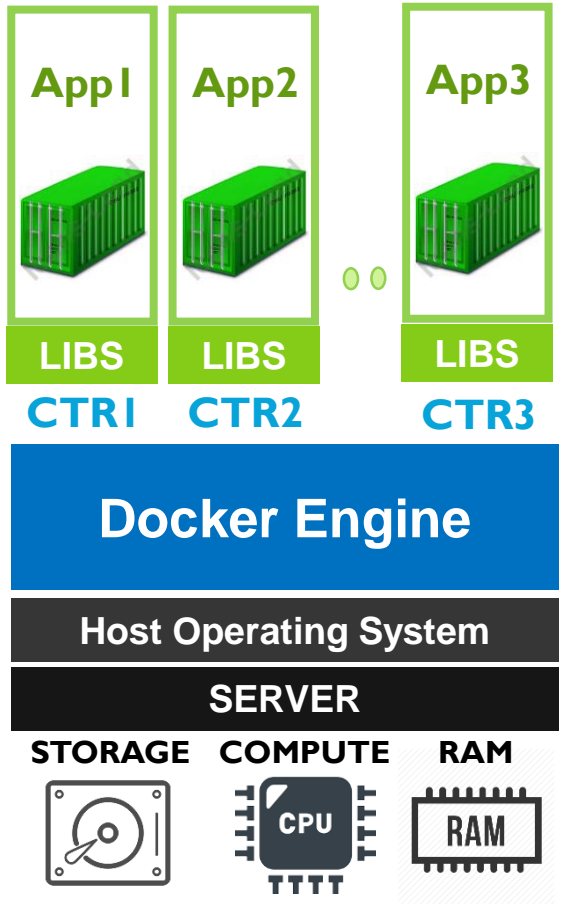 App1 App2 App3
LIBS LIBS LIBS
CTR1 CTR2 CTR3
Docker Engine
Host Operating System
SERVER
STORAGE COMPUTE RAM
CPU RAM